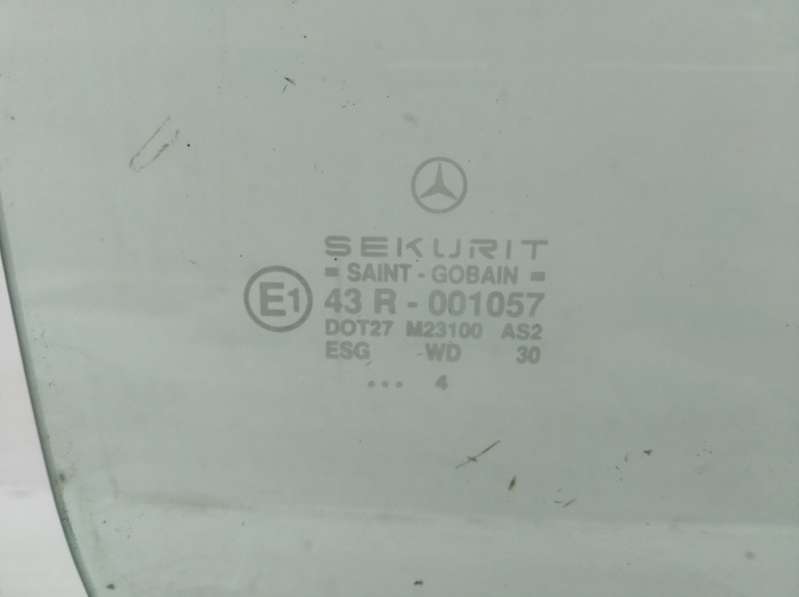 SEKURIT
SAINT - GOBAIN
E1 43 R - 001057
DOT27 M23100 AS2
ESG WD 30
... 4